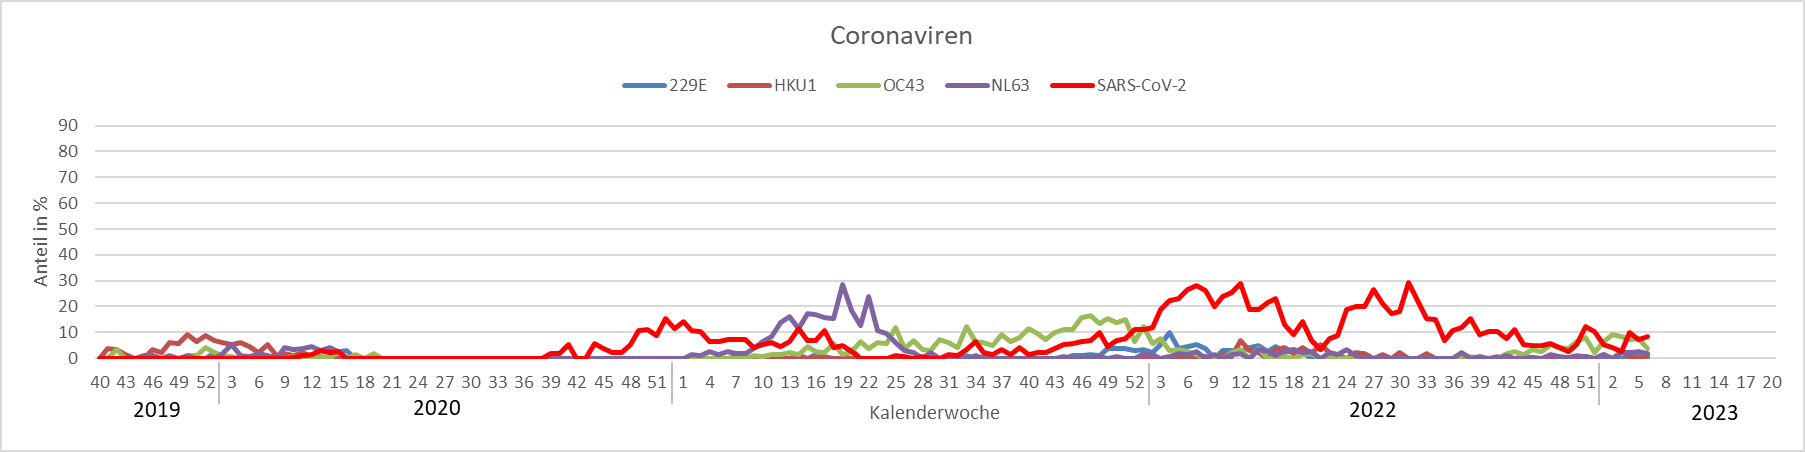 Coronaviren
229E HKU1 OC43 NL63 SARS-CoV-2
Anteil in %
90
80
70
60
50
40
30
20
10
0
40 43 46 49 52 3 6 9 12 15 18 21 24 27 30 33 36 39 42 45 48 51 1 4 7 10 13 16 19 22 25 28 31 34 37 40 43 46 49 52 3 6 9 12 15 18 21 24 27 30 33 36 39 42 45 48 51 2 5 8 11 14 17 20
2019 2020 2022 2023
Kalenderwoche